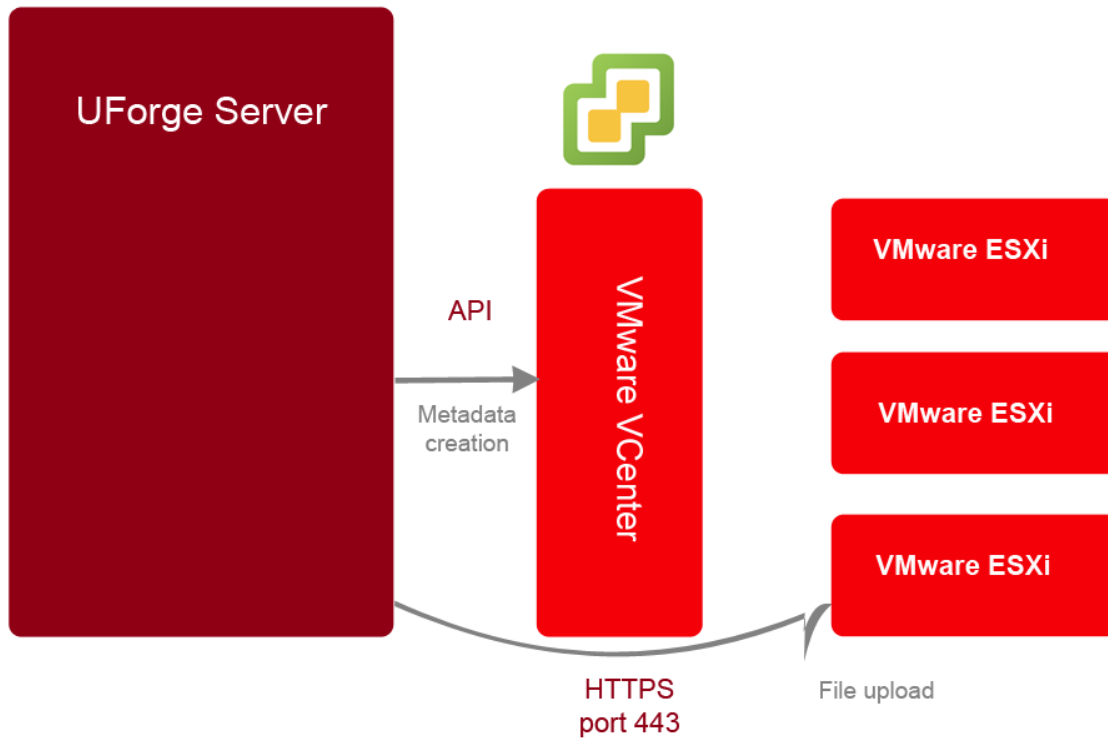 UForge Server
API
Metadata
creation
VMware VCenter
VMware ESXi
VMware ESXi
VMware ESXi
HTTPS
port 443
File upload